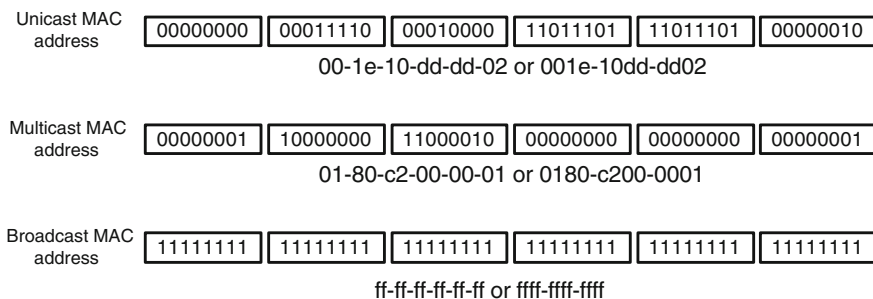 Unicast MAC address
00000000 00011110 00010000 11011101 11011101 00000010
00-1e-10-dd-dd-02 or 001e-10dd-dd02
Multicast MAC address
00000001 10000000 11000010 00000000 00000000 00000001
01-80-c2-00-00-01 or 0180-c200-0001
Broadcast MAC address
11111111 11111111 11111111 11111111 11111111 11111111
ff-ff-ff-ff-ff-ff or ffff-ffff-ffff